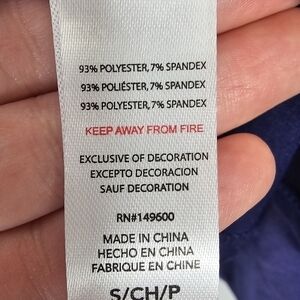 93% POLYESTER, 7% SPANDEX
93% POLIÉSTER, 7% SPANDEX
93% POLYESTER, 7% SPANDEX
KEEP AWAY FROM FIRE
EXCLUSIVE OF DECORATION
EXCEPTO DECORACION
SAUF DECORATION
RN#149600
MADE IN CHINA
HECHO EN CHINA
FABRIQUE EN CHINE
S/CH/P